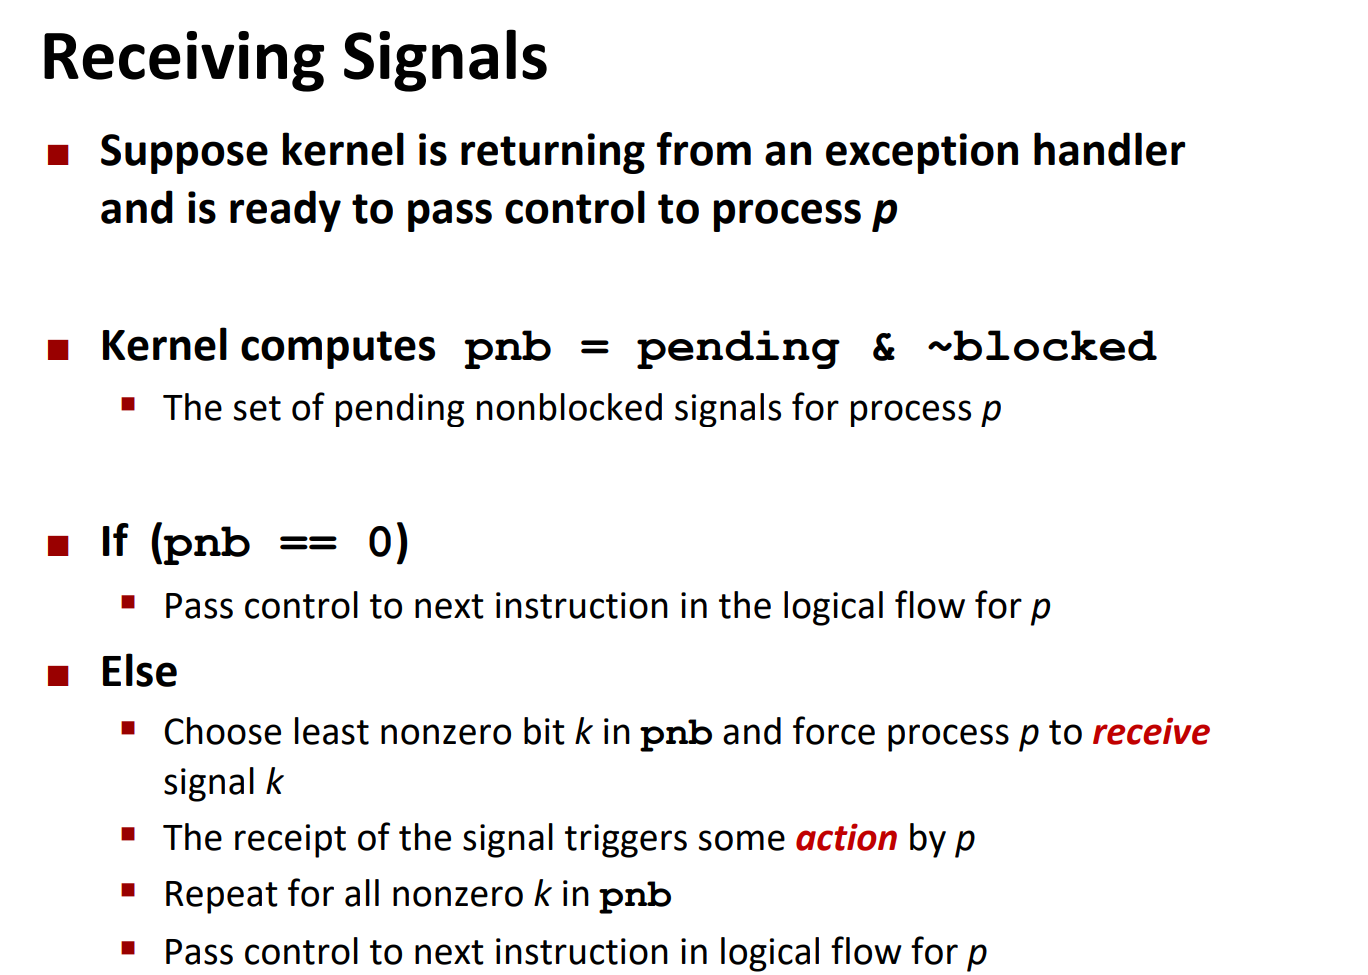 Receiving Signals
Suppose kernel is returning from an exception handler
and is ready to pass control to process p
Kernel computes pnb = pending & ~blocked
The set of pending nonblocked signals for process p
If (pnb == 0)
Pass control to next instruction in the logical flow for p
Else
Choose least nonzero bit k in pnb and force process p to receive
signal k
The receipt of the signal triggers some action by p
Repeat for all nonzero k in pnb
Pass control to next instruction in logical flow for p